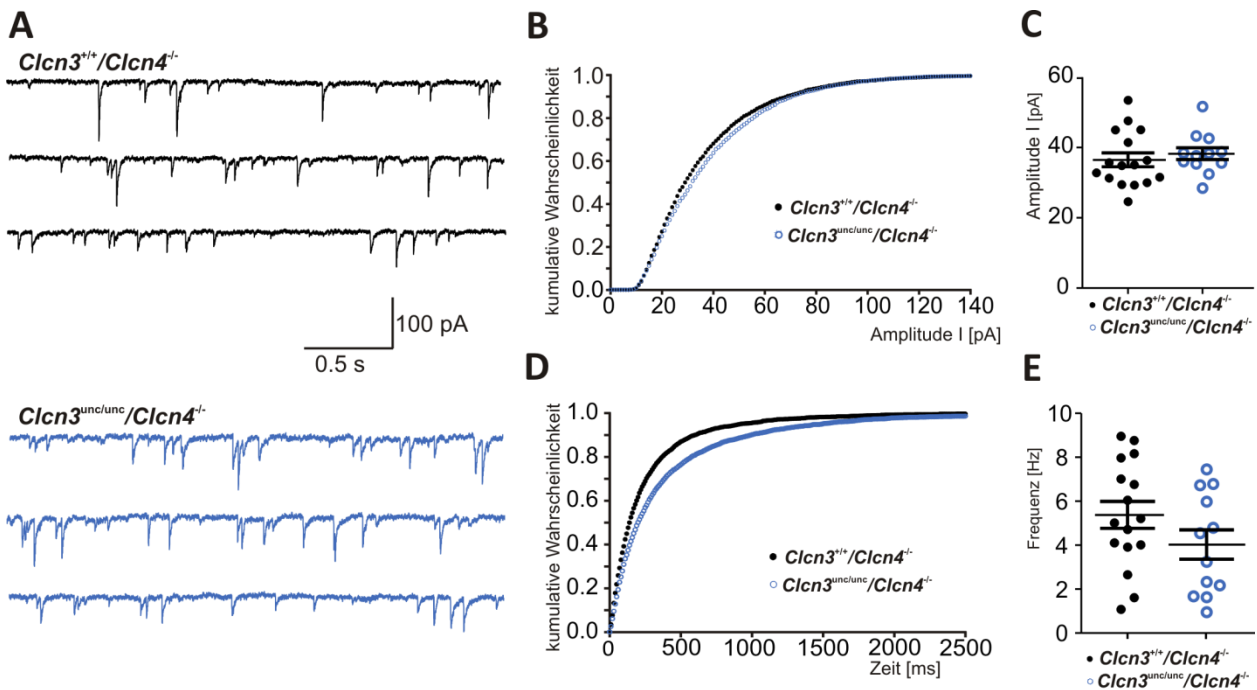 A
Clcn3+/+/Clcn4-/-
100 pA
0.5 s
Clcn3unc/unc/Clcn4-/-
B
kumulative Wahrscheinlichkeit
1.0
0.8
0.6
0.4
0.2
0.0
0 20 40 60 80 100 120 140
Amplitude I [pA]
Clcn3+/+/Clcn4-/-
Clcn3unc/unc/Clcn4-/-
C
Amplitude I [pA]
60
40
20
0
Clcn3+/+/Clcn4-/-
Clcn3unc/unc/Clcn4-/-
D
kumulative Wahrscheinlichkeit
1.0
0.8
0.6
0.4
0.2
0.0
0 500 1000 1500 2000 2500
Zeit [ms]
Clcn3+/+/Clcn4-/-
Clcn3unc/unc/Clcn4-/-
E
Frequenz [Hz]
10
8
6
4
2
0
Clcn3+/+/Clcn4-/-
Clcn3unc/unc/Clcn4-/-